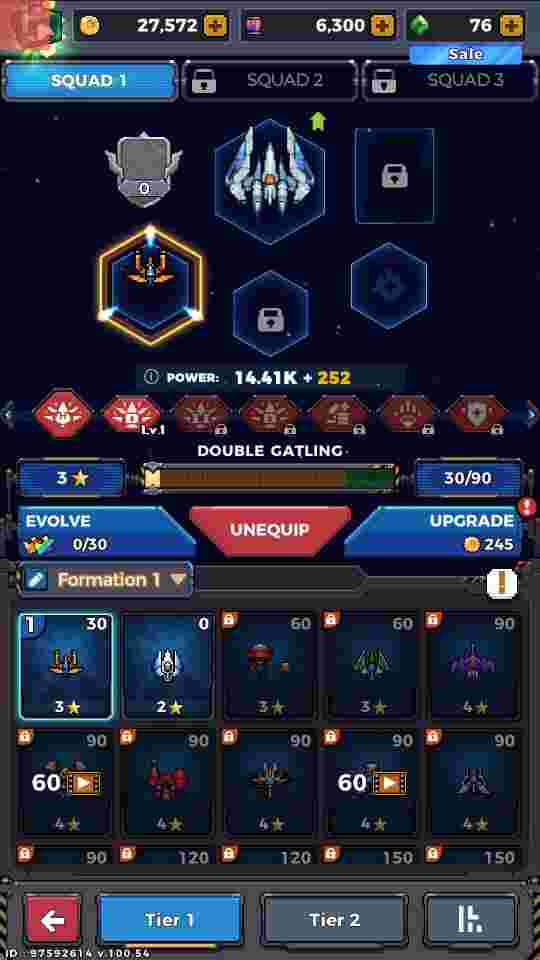 27,572
6,300
76
Sale
SQUAD 1
SQUAD 2
SQUAD 3
0
POWER: 14.41K + 252
Lv.1
DOUBLE GATLING
3
30/90
EVOLVE
0/30
UNEQUIP
UPGRADE
245
Formation 1
1 30
0
60
60
90
3
2
3
3
4
90
90
90
90
90
60
60
4
4
4
4
4
90
120
120
150
150
Tier 1
Tier 2
ID : 97592614 v.100.54